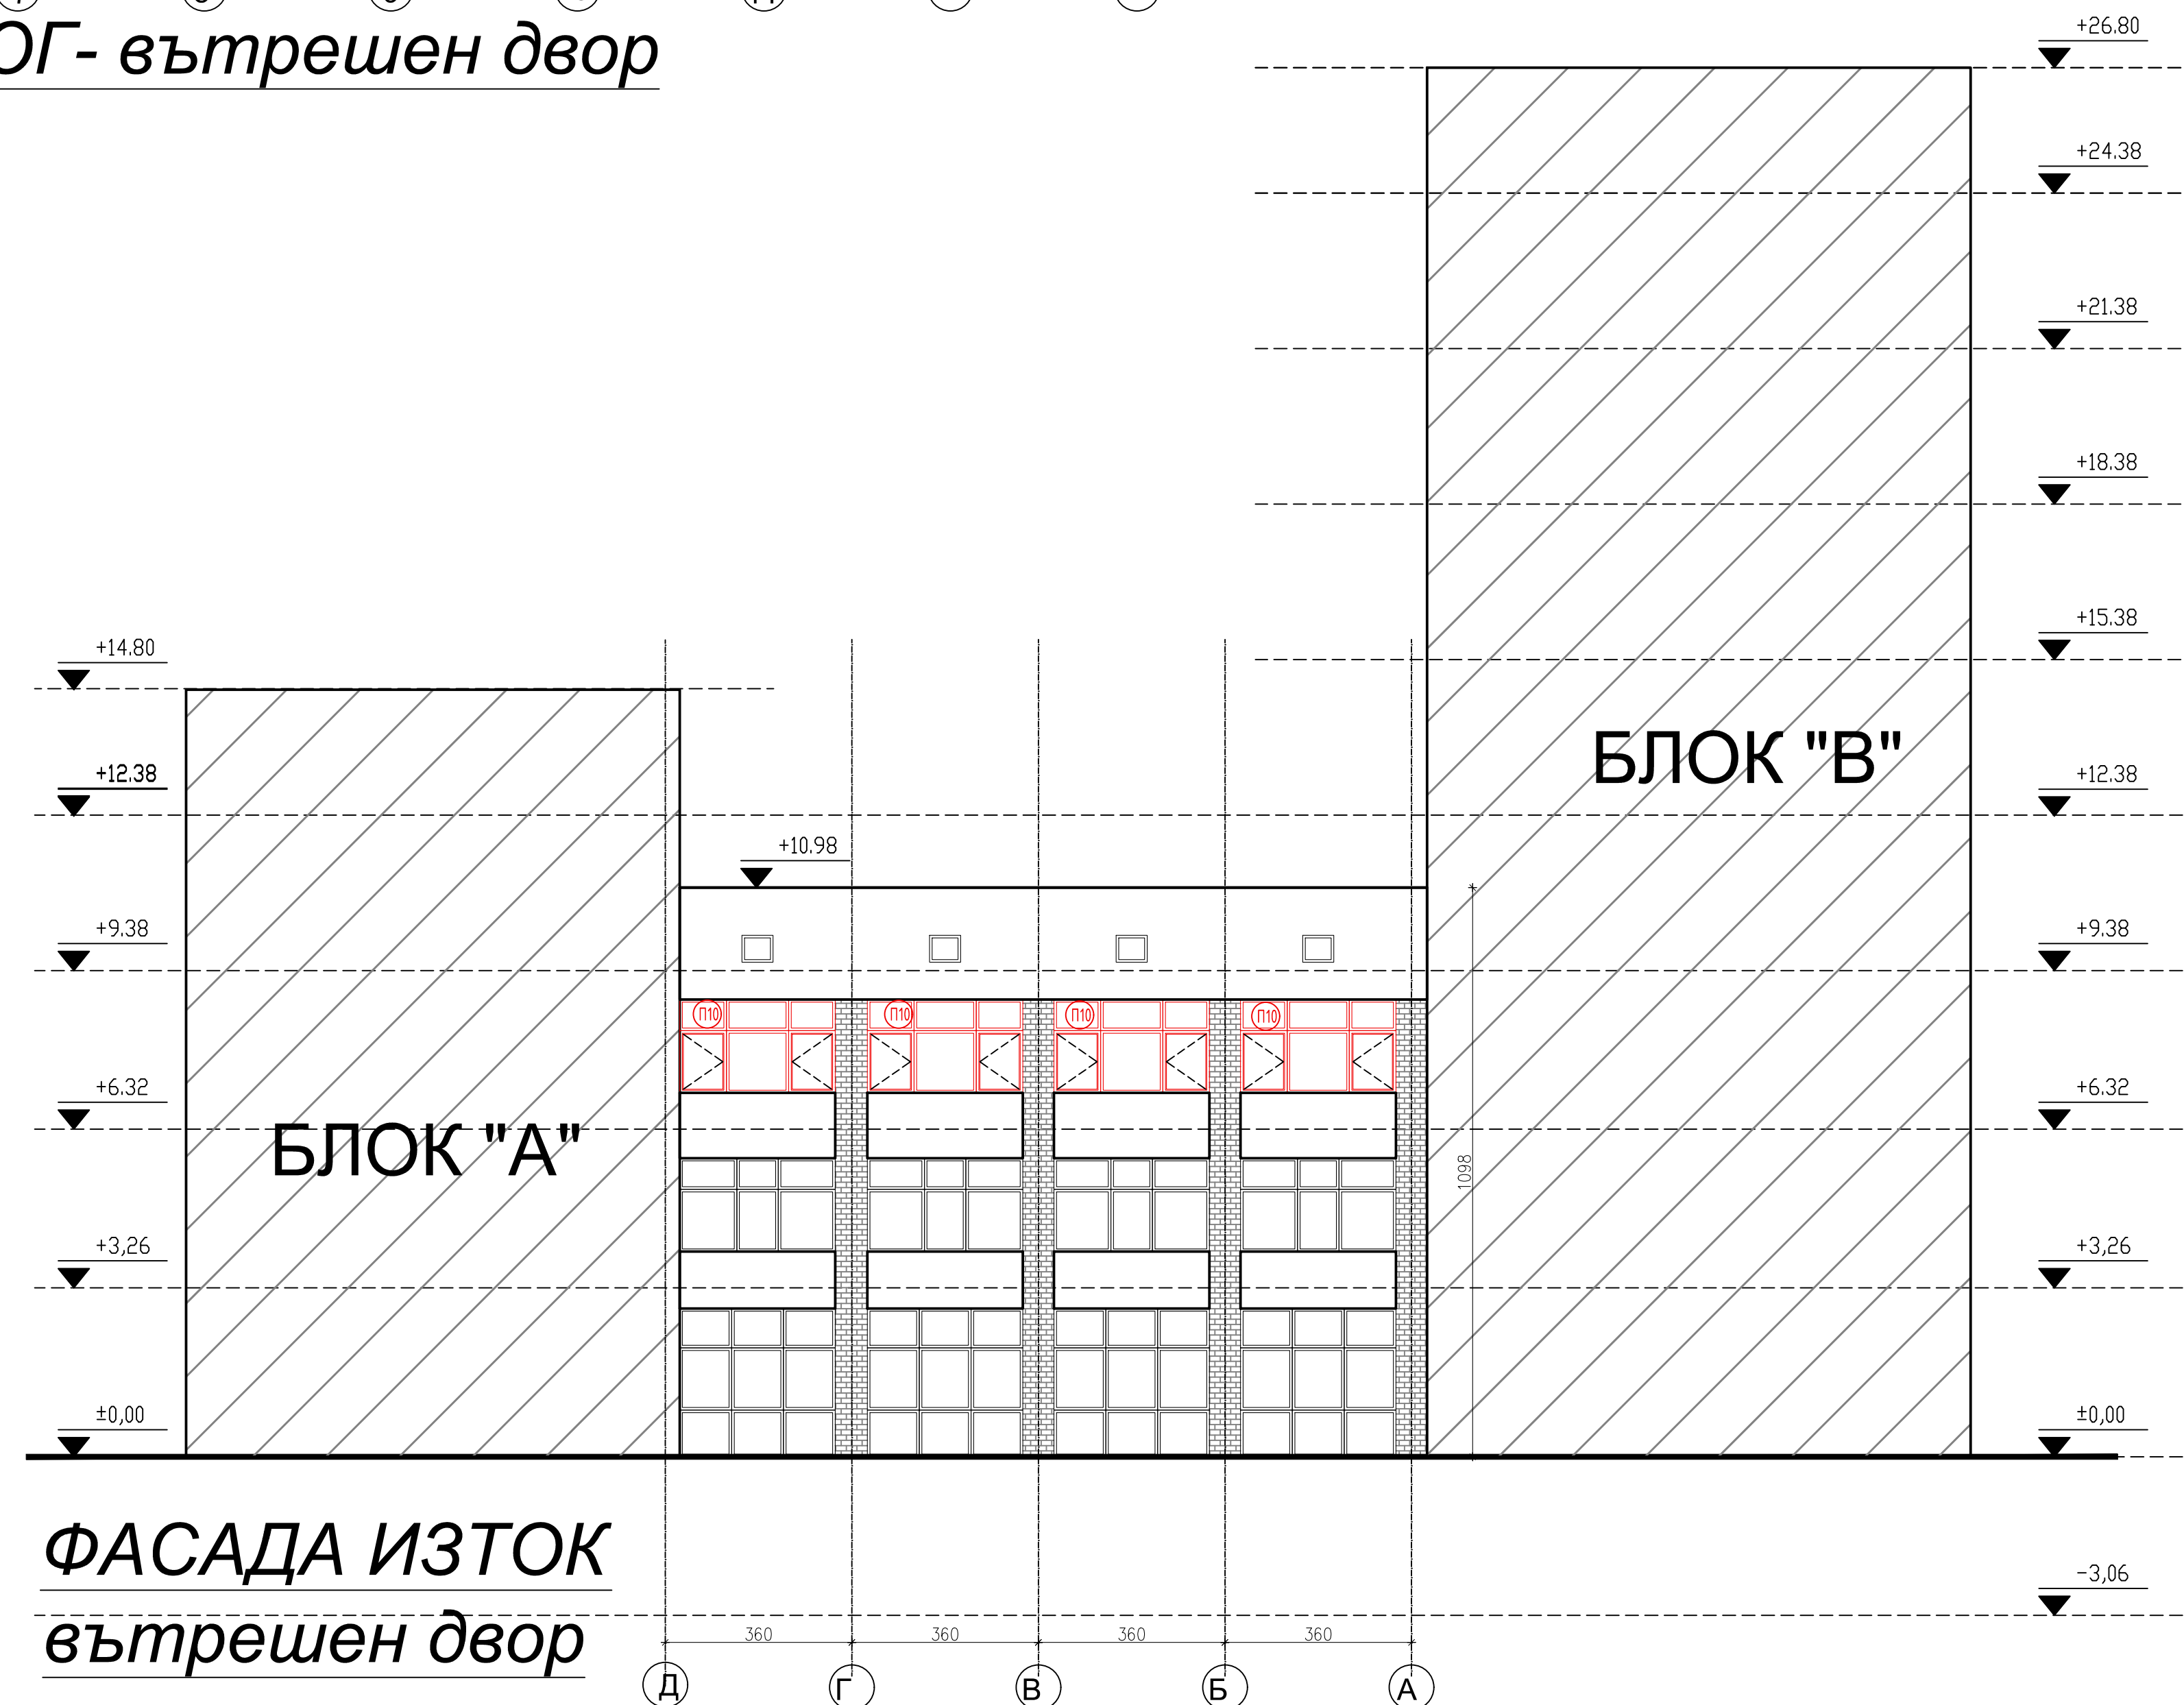 ОГ- вътрешен двор
+26.80
+24.38
+21.38
+18.38
+15.38
+14.80
+12.38
+12.38
БЛОК "В"
+10.98
+9.38
+9.38
П10
П10
П10
П10
+6.32
+6.32
БЛОК "А"
1098
+3,26
+3,26
±0,00
±0,00
ФАСАДА ИЗТОК
вътрешен двор
-3,06
360
360
360
360
Д
Г
В
Б
А